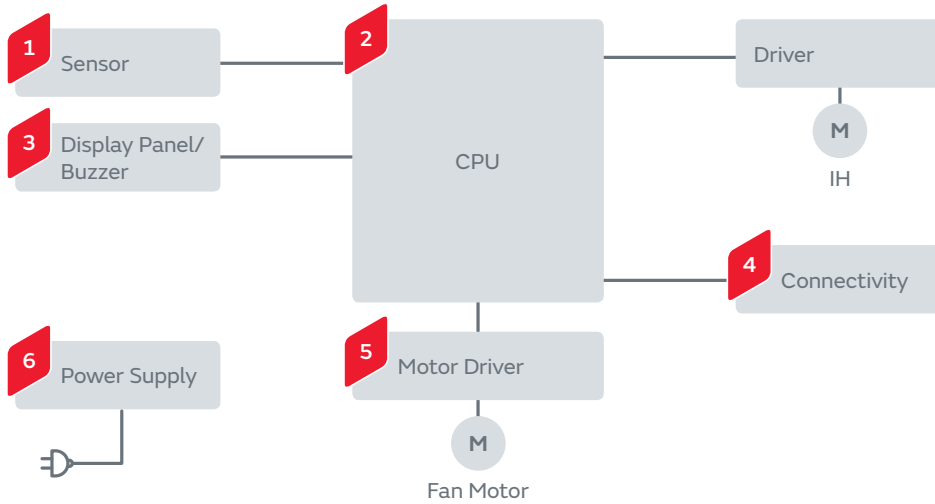 1
Sensor
2
CPU
Driver
M
IH
3
Display Panel/
Buzzer
4
Connectivity
5
Motor Driver
M
Fan Motor
6
Power Supply